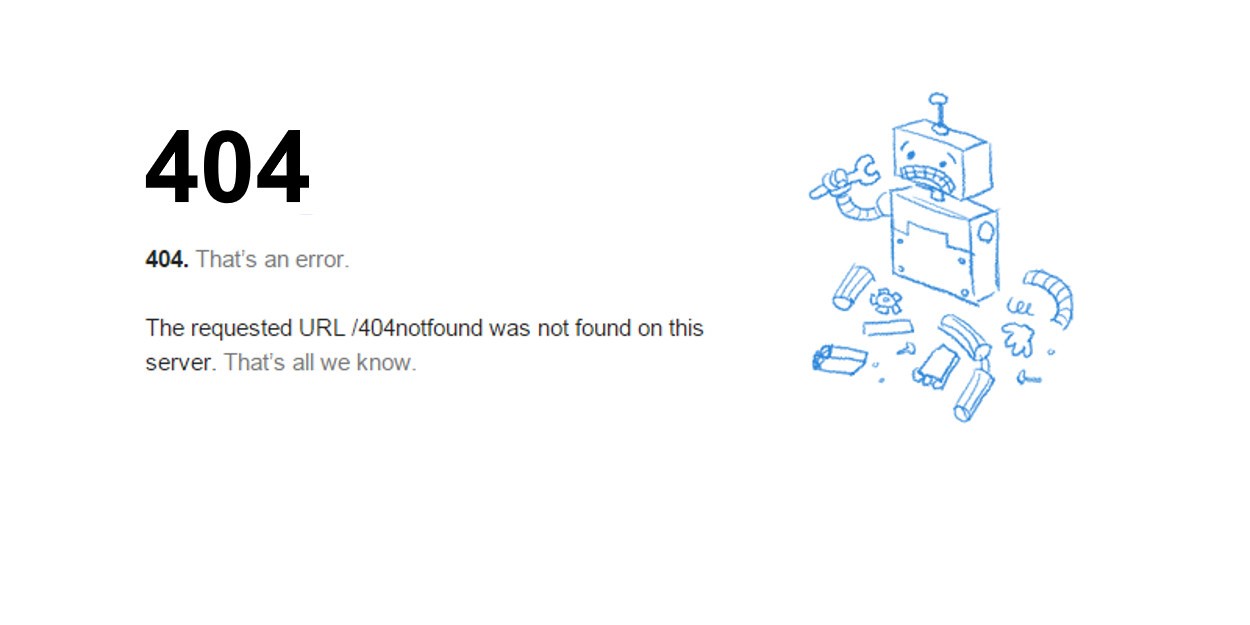 404
404. That's an error.
The requested URL /404notfound was not found on this
server. That's all we know.